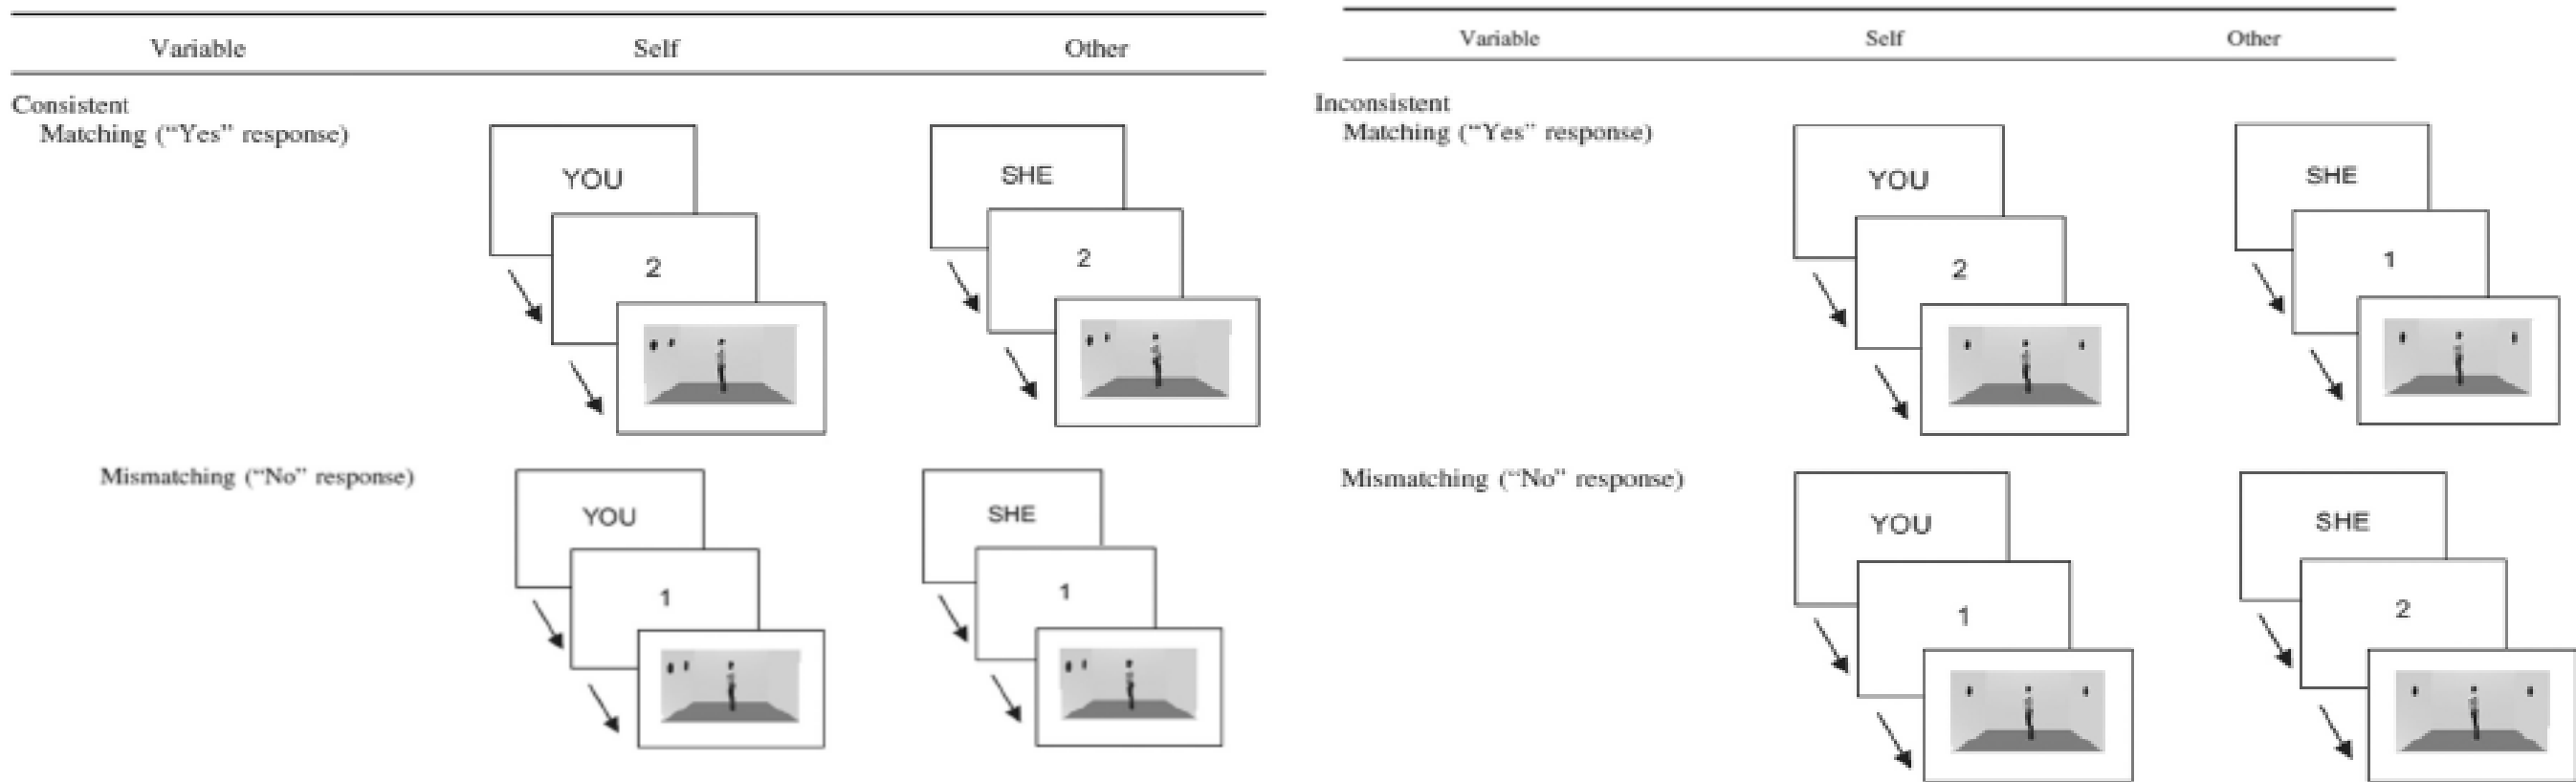 Variable Self Other
Consistent
Matching (“Yes” response)
YOU SHE
2 2
Mismatching (“No” response)
YOU SHE
1 1
Variable Self Other
Inconsistent
Matching (“Yes” response)
YOU SHE
2 1
Mismatching (“No” response)
YOU SHE
1 2